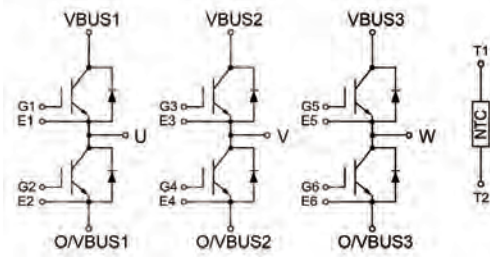 VBUS1
VBUS2
VBUS3
T1
G1
G3
G5
E1
E3
E5
U
V
W
NTC
G2
G4
G6
E2
E4
E6
T2
O/VBUS1
O/VBUS2
O/VBUS3